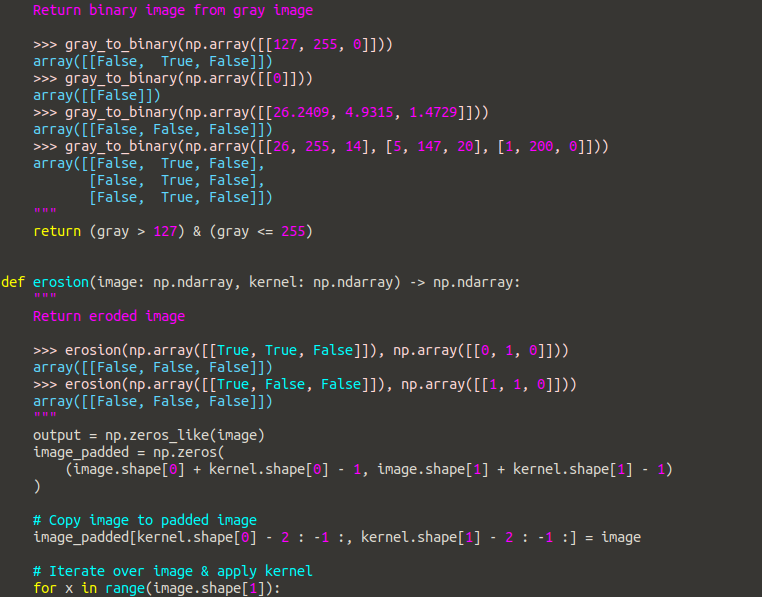 Return binary image from gray image

    >>> gray_to_binary(np.array([[127, 255, 0]]))
    array([[False,  True, False]])
    >>> gray_to_binary(np.array([[0]]))
    array([[False]])
    >>> gray_to_binary(np.array([[26.2409, 4.9315, 1.4729]]))
    array([[False, False, False]])
    >>> gray_to_binary(np.array([[26, 255, 14], [5, 147, 20], [1, 200, 0]]))
    array([[False,  True, False],
           [False,  True, False],
           [False,  True, False]])
    """
    return (gray > 127) & (gray <= 255)


def erosion(image: np.ndarray, kernel: np.ndarray) -> np.ndarray:
    """
    Return eroded image

    >>> erosion(np.array([[True, True, False]]), np.array([[0, 1, 0]]))
    array([[False, False, False]])
    >>> erosion(np.array([[True, False, False]]), np.array([[1, 1, 0]]))
    array([[False, False, False]])
    """
    output = np.zeros_like(image)
    image_padded = np.zeros(
        (image.shape[0] + kernel.shape[0] - 1, image.shape[1] + kernel.shape[1] - 1)
    )

    # Copy image to padded image
    image_padded[kernel.shape[0] - 2 : -1 :, kernel.shape[1] - 2 : -1 :] = image

    # Iterate over image & apply kernel
    for x in range(image.shape[1]):